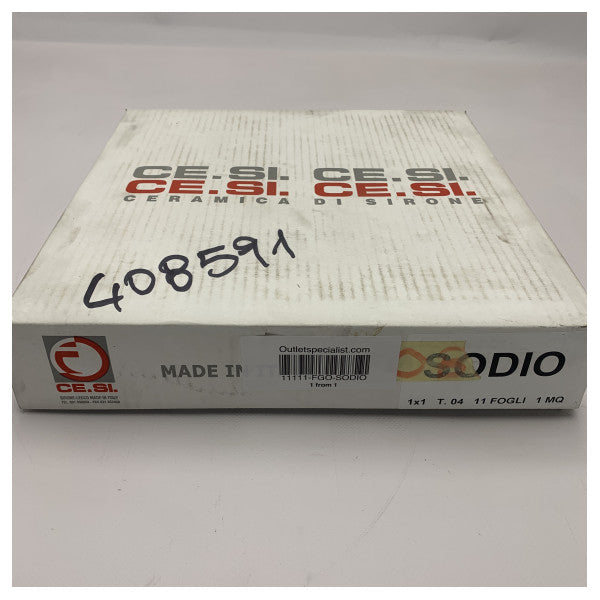 CE.SI. CE.SI.
CE.SI. CE.SI.
CERAMICA DI SIRONE
408591
CE.SI.
MADE IN IT
Outletspecialist.com
11111-FGO-SODIO
1 from 1
SODIO
1x1 T. 04 11 FOGLI 1 MQ